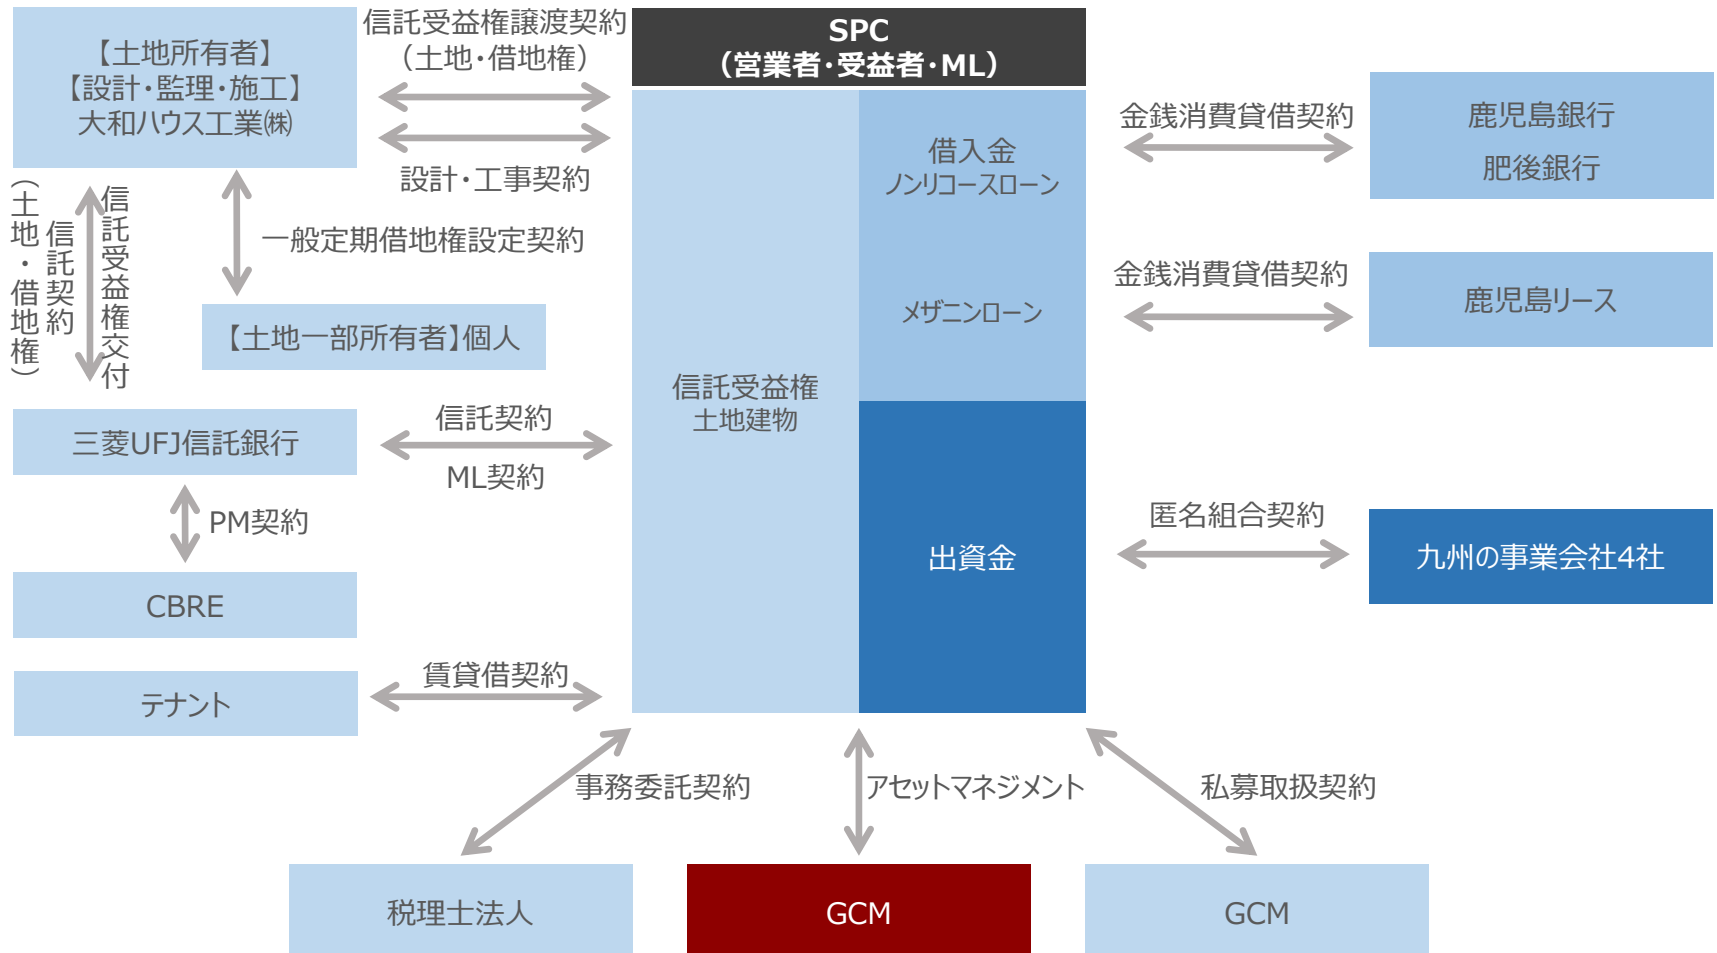 【土地所有者】
【設計・監理・施工】
大和ハウス工業㈱
信託受益権譲渡契約
（土地・借地権）
設計・工事契約
SPC
（営業者・受益者・ML）
借入金
ノンリコースローン
メザニンローン
信託受益権
土地建物
出資金
金銭消費貸借契約
鹿児島銀行
肥後銀行
金銭消費貸借契約
鹿児島リース
匿名組合契約
九州の事業会社4社
信託受益権交付
信託契約
（土地・借地権）
一般定期借地権設定契約
【土地一部所有者】個人
三菱UFJ信託銀行
信託契約
ML契約
PM契約
CBRE
テナント
賃貸借契約
事務委託契約
アセットマネジメント
私募取扱契約
税理士法人
GCM
GCM